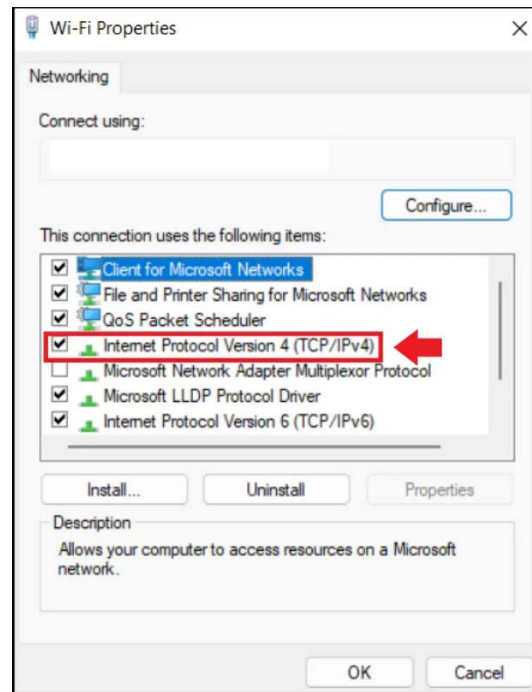 Wi-Fi Properties
Networking
Connect using:
Configure...
This connection uses the following items:
Client for Microsoft Networks
File and Printer Sharing for Microsoft Networks
QoS Packet Scheduler
Internet Protocol Version 4 (TCP/IPv4)
Microsoft Network Adapter Multiplexor Protocol
Microsoft LLDP Protocol Driver
Internet Protocol Version 6 (TCP/IPv6)
Install... Uninstall Properties
Description
Allows your computer to access resources on a Microsoft
network.
OK Cancel